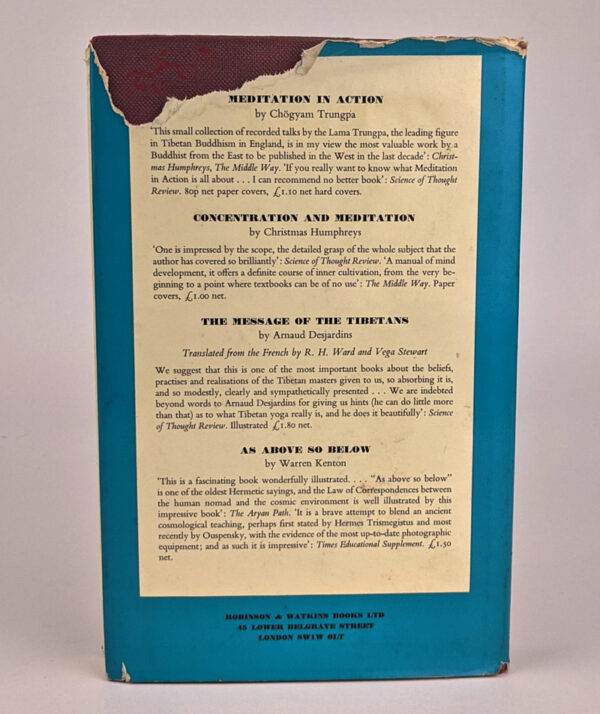 MEDITATION IN ACTION
by Chögyam Trungpa
'This small collection of recorded talks by the Lama Trungpa, the leading figure
in Tibetan Buddhism in England, is in my view the most valuable work by a
Buddhist from the East to be published in the West in the last decade': Christ-
mas Humphreys, The Middle Way. 'If you really want to know what Meditation
in Action is all about . . . I can recommend no better book': Science of Thought
Review. 80p net paper covers, £1.10 net hard covers.
CONCENTRATION AND MEDITATION
by Christmas Humphreys
'One is impressed by the scope, the detailed grasp of the whole subject that the
author has covered so brilliantly': Science of Thought Review. 'A manual of mind
development, it offers a definite course of inner cultivation, from the very be-
ginning to a point where textbooks can be of no use': The Middle Way. Paper
covers, £1.00 net.
THE MESSAGE OF THE TIBETANS
by Arnaud Desjardins
Translated from the French by R. H. Ward and Vega Stewart
We suggest that this is one of the most important books about the beliefs,
practises and realisations of the Tibetan masters given to us, so absorbing it is,
and so modestly, clearly and sympathetically presented . . . We are indebted
beyond words to Arnaud Desjardins for giving us hints (he can do little more
than that) as to what Tibetan yoga really is, and he does it beautifully': Science
of Thought Review. Illustrated £1.80 net.
AS ABOVE SO BELOW
by Warren Kenton
'This is a fascinating book wonderfully illustrated. . . . "As above so below"
is one of the oldest Hermetic sayings, and the Law of Correspondences between
the human nomad and the cosmic environment is well illustrated by this
impressive book': The Aryan Path. 'It is a brave attempt to blend an ancient
cosmological teaching, perhaps first stated by Hermes Trismegistus and most
recently by Ouspensky, with the evidence of the most up-to-date photographic
equipment; and as such it is impressive': Times Educational Supplement. £1.50
net.
ROBINSON & WATKINS BOOKS LTD
45 LOWER BELGRAVE STREET
LONDON SW1W 0LT